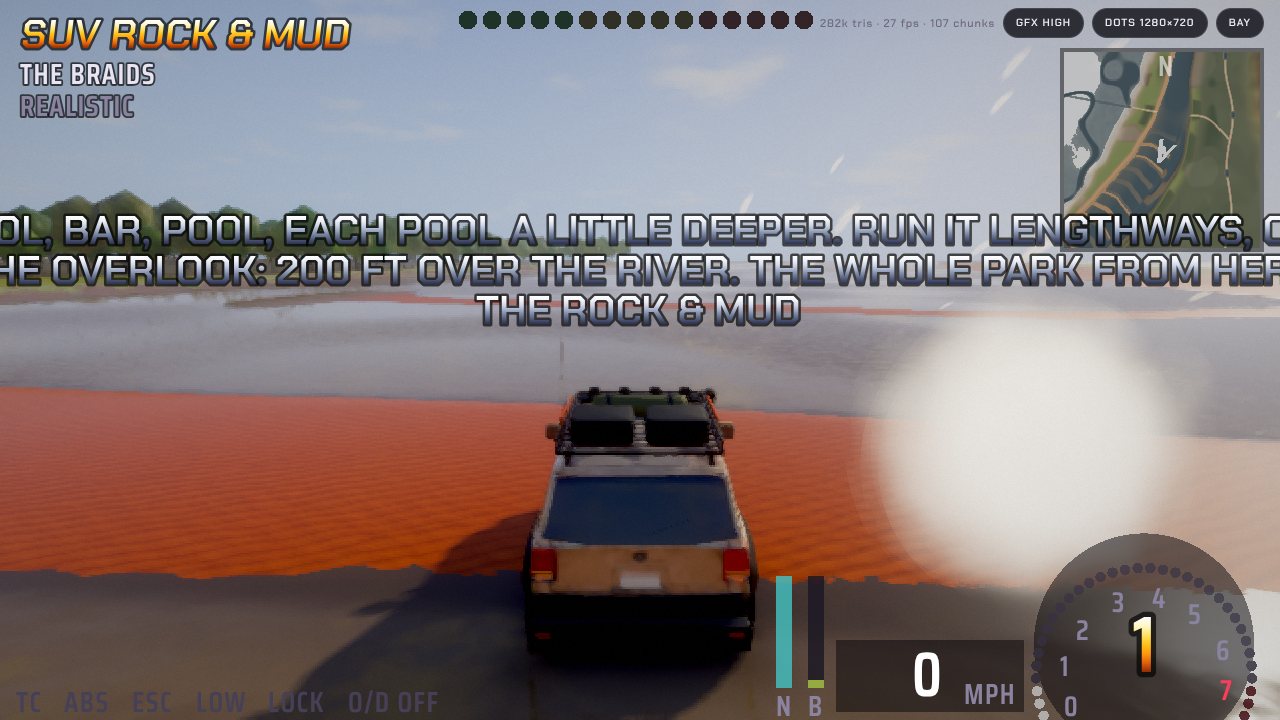 SUV ROCK & MUD
THE BRAIDS
REALISTIC
282k tris · 27 fps · 107 chunks
GFX HIGH
DOTS 1280×720
BAY
N
OL, BAR, POOL, EACH POOL A LITTLE DEEPER. RUN IT LENGTHWAYS,
HE OVERLOOK: 200 FT OVER THE RIVER. THE WHOLE PARK FROM HER
THE ROCK & MUD
TC ABS ESC LOW LOCK O/D OFF
N B
0 MPH
0 1 2 3 4 5 6 7
1